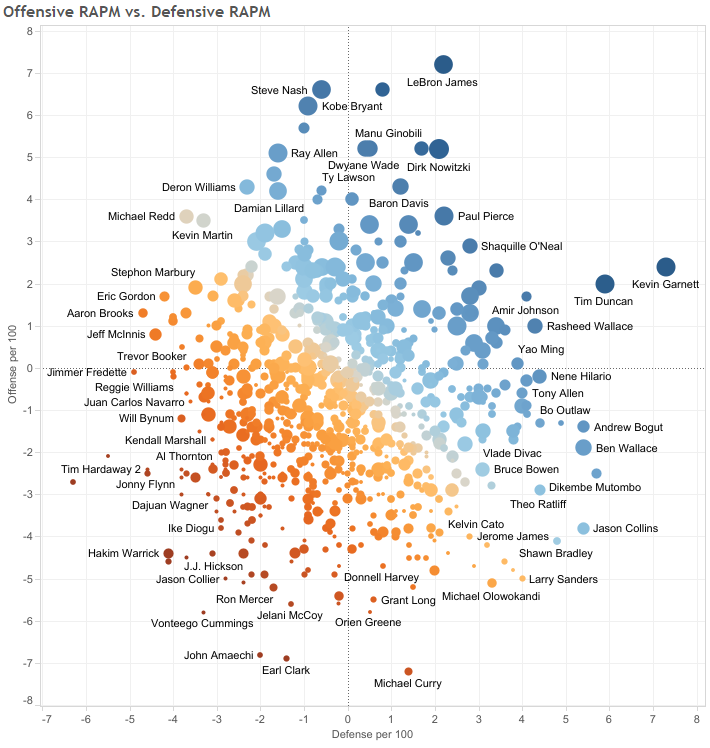 Offensive RAPM vs. Defensive RAPM
8
7
6
5
4
3
2
1
0
-1
-2
-3
-4
-5
-6
-7
-8
Offense per 100
LeBron James
Steve Nash
Kobe Bryant
Manu Ginobili
Ray Allen
Dwyane Wade
Dirk Nowitzki
Ty Lawson
Deron Williams
Baron Davis
Damian Lillard
Michael Redd
Paul Pierce
Kevin Martin
Shaquille O'Neal
Stephon Marbury
Kevin Garnett
Tim Duncan
Eric Gordon
Amir Johnson
Aaron Brooks
Rasheed Wallace
Jeff McInnis
Yao Ming
Trevor Booker
Jimmer Fredette
Nene Hilario
Reggie Williams
Tony Allen
Juan Carlos Navarro
Bo Outlaw
Will Bynum
Andrew Bogut
Kendall Marshall
Ben Wallace
Al Thornton
Vlade Divac
Tim Hardaway 2
Bruce Bowen
Jonny Flynn
Dikembe Mutombo
Dajuan Wagner
Theo Ratliff
Ike Diogu
Kelvin Cato
Jason Collins
Jerome James
Hakim Warrick
Shawn Bradley
J.J. Hickson
Jason Collier
Donnell Harvey
Larry Sanders
Ron Mercer
Grant Long
Michael Olowokandi
Jelani McCoy
Vonteego Cummings
Orien Greene
John Amaechi
Earl Clark
Michael Curry
-7 -6 -5 -4 -3 -2 -1 0 1 2 3 4 5 6 7 8
Defense per 100